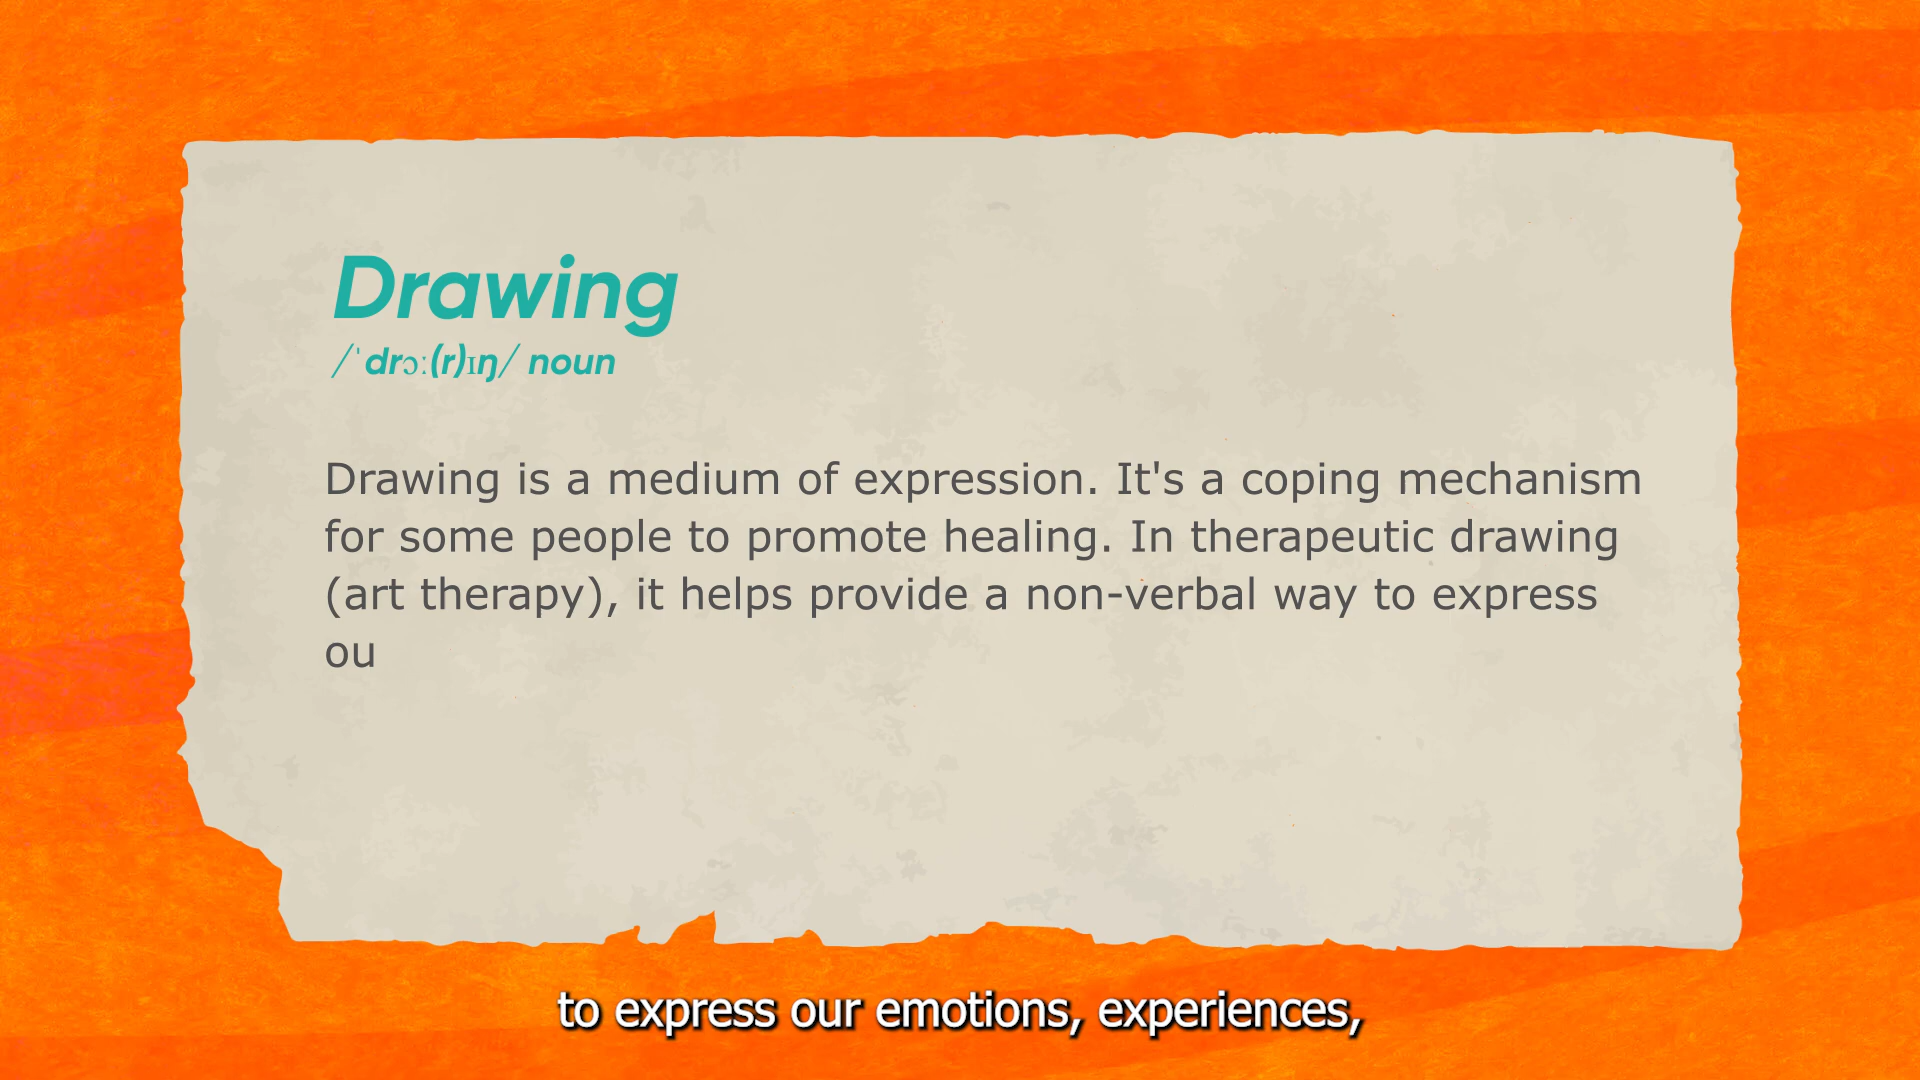 Drawing
/ˈdrɔː(r)ɪŋ/ noun
Drawing is a medium of expression. It's a coping mechanism
for some people to promote healing. In therapeutic drawing
(art therapy), it helps provide a non-verbal way to express
ou
to express our emotions, experiences,